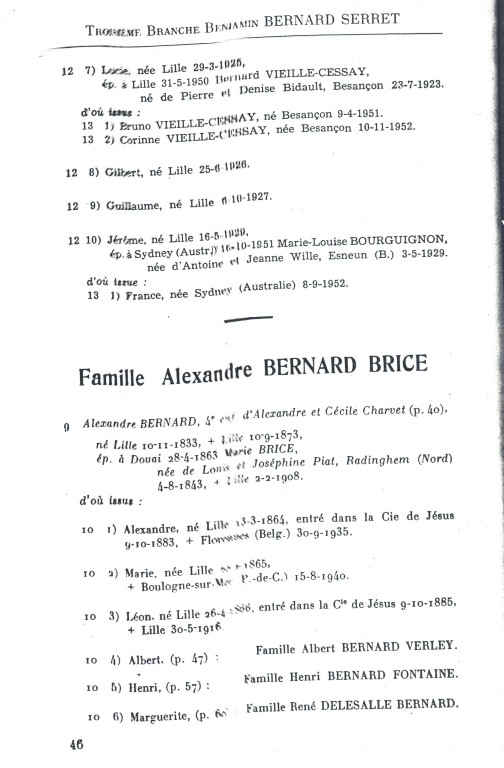 TROISIÈME BRANCHE BENJAMIN BERNARD SERRET
12 7) Lucie, née Lille 29-3-1925,
ép. à Lille 31-5-1950 Bernard VIEILLE-CESSAY,
né de Pierre et Denise Bidault, Besançon 23-7-1923.
d'où issus :
13 1) Bruno VIEILLE-CESSAY, né Besançon 9-4-1951.
13 2) Corinne VIEILLE-CESSAY, née Besançon 10-11-1952.
12 8) Gilbert, né Lille 25-6-1926.
12 9) Guillaume, né Lille 6-10-1927.
12 10) Jérôme, né Lille 16-5-1929,
ép. à Sydney (Austr.) 16-10-1951 Marie-Louise BOURGUIGNON,
née d'Antoine et Jeanne Wille, Esneun (B.) 3-5-1929.
d'où issue :
13 1) France, née Sydney (Australie) 8-9-1952.
Famille Alexandre BERNARD BRICE
9 Alexandre BERNARD, 4e enf. d'Alexandre et Cécile Charvet (p. 40),
né Lille 10-11-1833, + Lille 10-9-1873,
ép. à Douai 28-4-1863 Marie BRICE,
née de Louis et Joséphine Piat, Radinghem (Nord)
4-8-1843, + Lille 2-2-1908.
d'où issus :
10 1) Alexandre, né Lille 13-3-1864, entré dans la Cie de Jésus
9-10-1883, + Florennes (Belg.) 30-9-1935.
10 2) Marie, née Lille 1865,
+ Boulogne-sur-Mer P.-de-C.) 15-8-1940.
10 3) Léon, né Lille 26-4-1866, entré dans la Cie de Jésus 9-10-1885,
+ Lille 30-5-1916.
10 4) Albert, (p. 47) : Famille Albert BERNARD VERLEY.
10 5) Henri, (p. 57) : Famille Henri BERNARD FONTAINE.
10 6) Marguerite, (p. Famille René DELESALLE BERNARD.
46